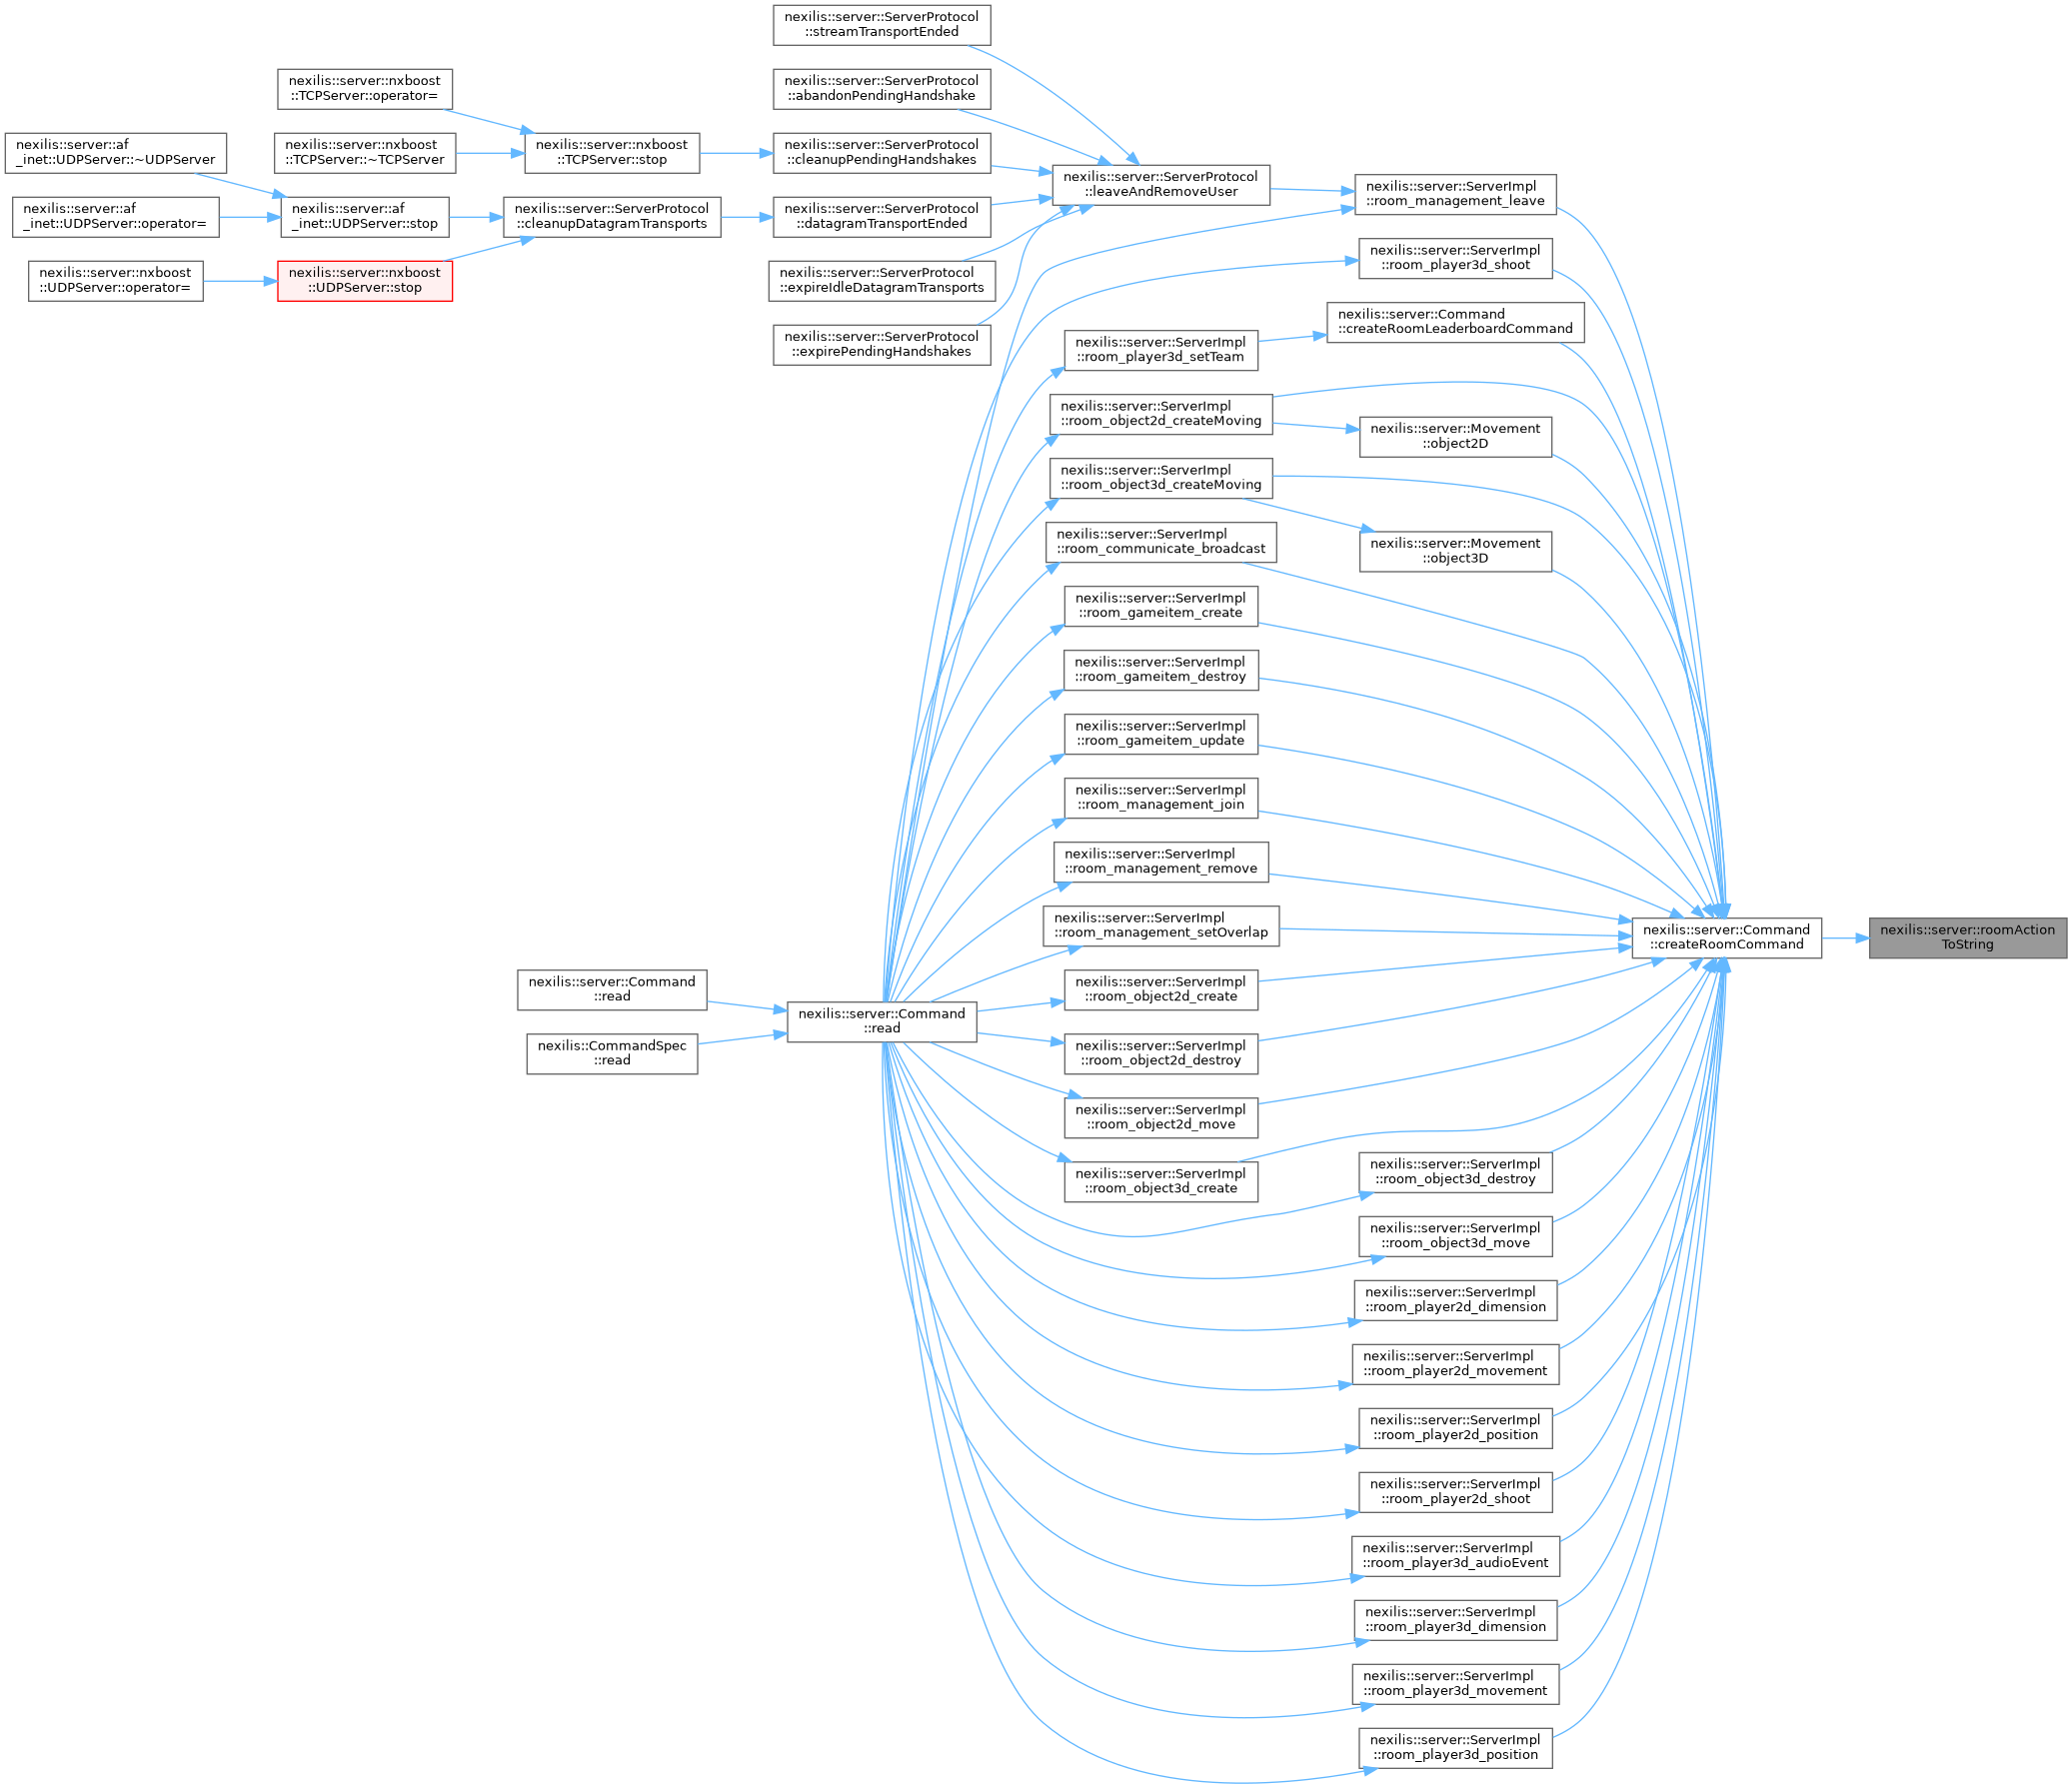 nexilis::server::ServerProtocol
::streamTransportEnded
nexilis::server::nxboost
::TCPServer::operator=
nexilis::server::ServerProtocol
::abandonPendingHandshake
nexilis::server::af
_inet::UDPServer::~UDPServer
nexilis::server::nxboost
::TCPServer::~TCPServer
nexilis::server::nxboost
::TCPServer::stop
nexilis::server::ServerProtocol
::cleanupPendingHandshakes
nexilis::server::ServerProtocol
::leaveAndRemoveUser
nexilis::server::ServerImpl
::room_management_leave
nexilis::server::af
_inet::UDPServer::operator=
nexilis::server::af
_inet::UDPServer::stop
nexilis::server::ServerProtocol
::cleanupDatagramTransports
nexilis::server::ServerProtocol
::datagramTransportEnded
nexilis::server::ServerImpl
::room_player3d_shoot
nexilis::server::nxboost
::UDPServer::operator=
nexilis::server::nxboost
::UDPServer::stop
nexilis::server::ServerProtocol
::expireIdleDatagramTransports
nexilis::server::Command
::createRoomLeaderboardCommand
nexilis::server::ServerProtocol
::expirePendingHandshakes
nexilis::server::ServerImpl
::room_player3d_setTeam
nexilis::server::ServerImpl
::room_object2d_createMoving
nexilis::server::Movement
::object2D
nexilis::server::ServerImpl
::room_object3d_createMoving
nexilis::server::ServerImpl
::room_communicate_broadcast
nexilis::server::Movement
::object3D
nexilis::server::ServerImpl
::room_gameitem_create
nexilis::server::ServerImpl
::room_gameitem_destroy
nexilis::server::ServerImpl
::room_gameitem_update
nexilis::server::ServerImpl
::room_management_join
nexilis::server::ServerImpl
::room_management_remove
nexilis::server::ServerImpl
::room_management_setOverlap
nexilis::server::Command
::createRoomCommand
nexilis::server::roomAction
ToString
nexilis::server::Command
::read
nexilis::server::ServerImpl
::room_object2d_create
nexilis::server::Command
::read
nexilis::CommandSpec
::read
nexilis::server::ServerImpl
::room_object2d_destroy
nexilis::server::ServerImpl
::room_object2d_move
nexilis::server::ServerImpl
::room_object3d_create
nexilis::server::ServerImpl
::room_object3d_destroy
nexilis::server::ServerImpl
::room_object3d_move
nexilis::server::ServerImpl
::room_player2d_dimension
nexilis::server::ServerImpl
::room_player2d_movement
nexilis::server::ServerImpl
::room_player2d_position
nexilis::server::ServerImpl
::room_player2d_shoot
nexilis::server::ServerImpl
::room_player3d_audioEvent
nexilis::server::ServerImpl
::room_player3d_dimension
nexilis::server::ServerImpl
::room_player3d_movement
nexilis::server::ServerImpl
::room_player3d_position